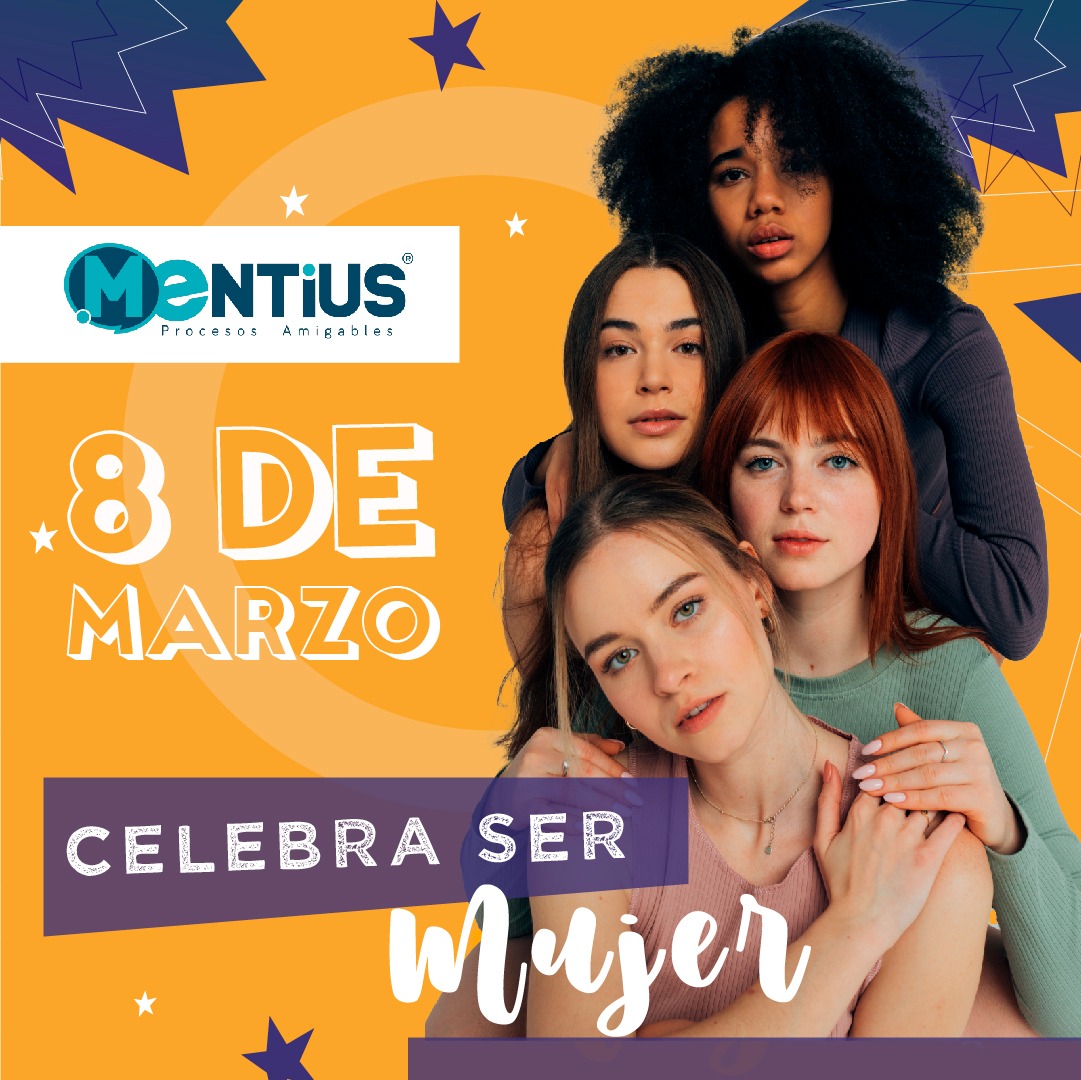 MeNTiUS®
Procesos Amigables
8 DE
MARZO
CELEBRA SER
Mujer